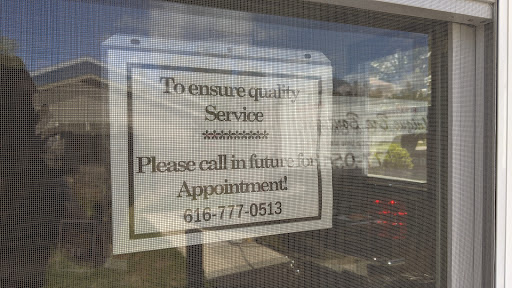 To ensure quality
Service
**********
Please call in future for
Appointment!
616-777-0513